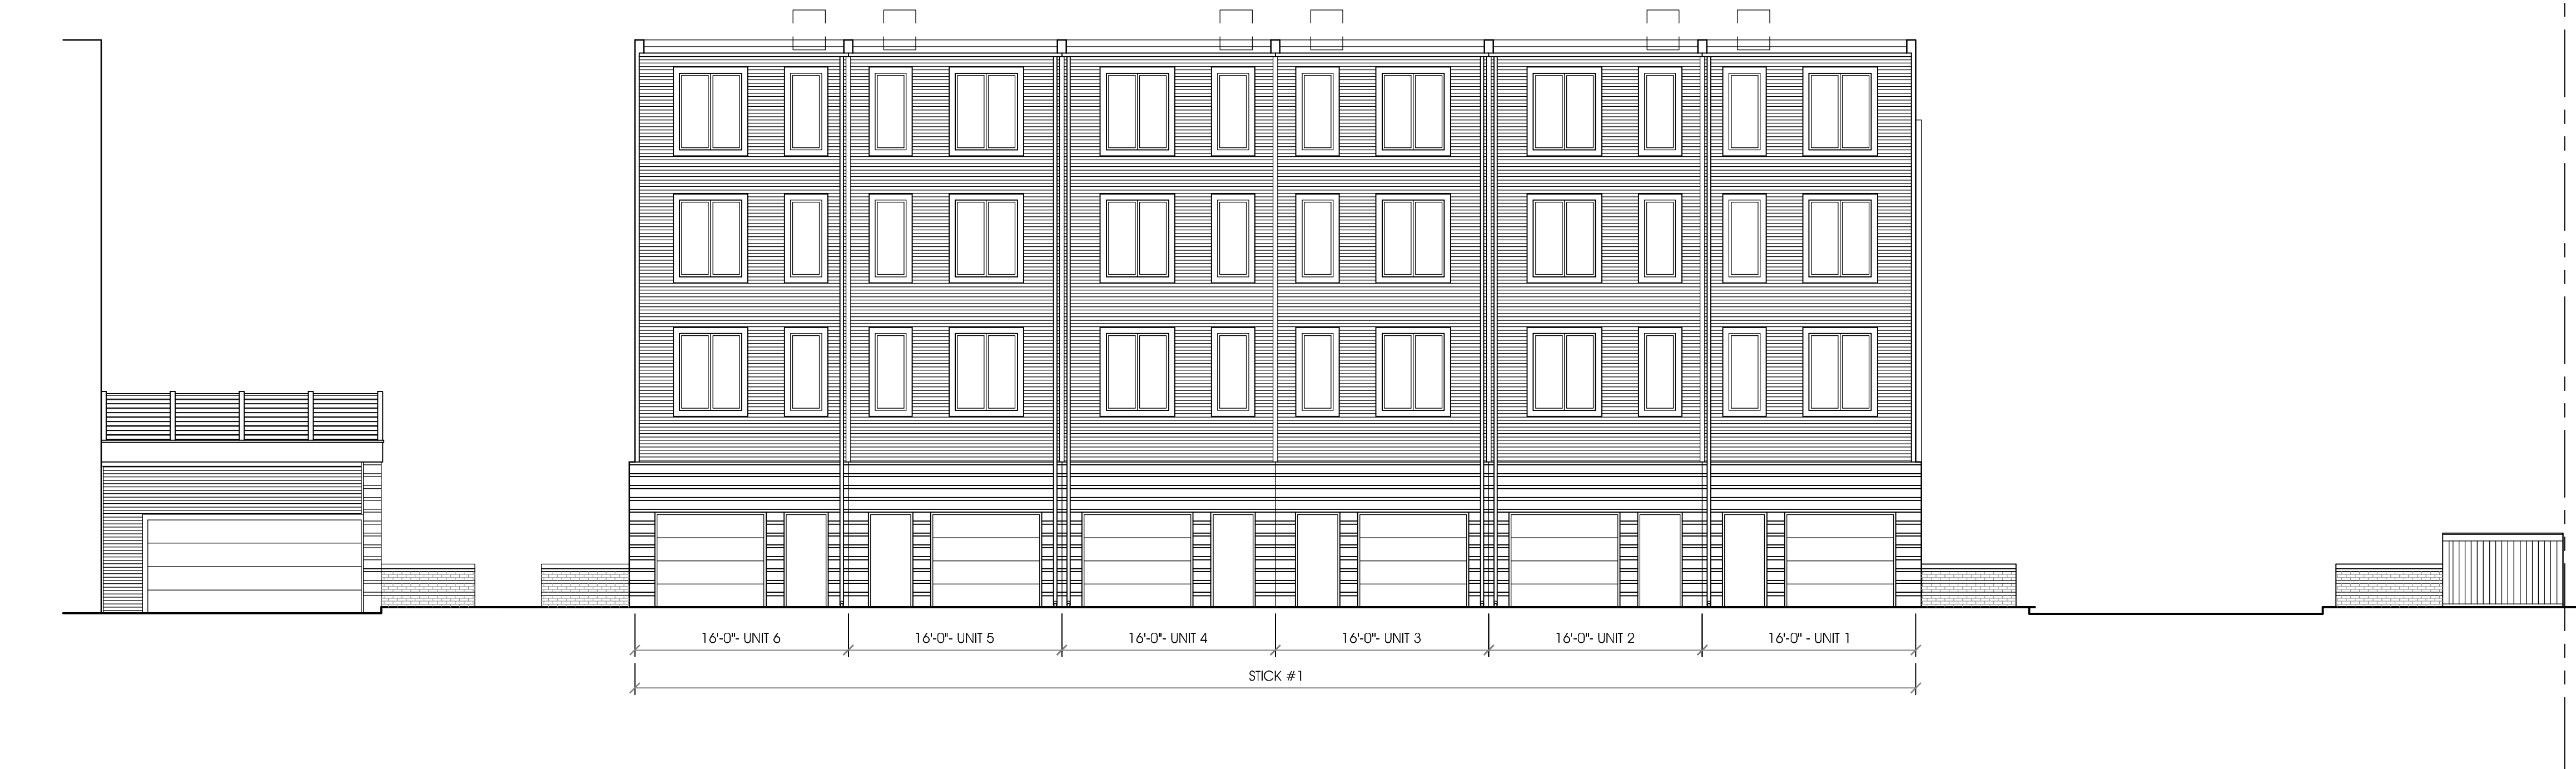 16'-0"- UNIT 6
16'-0"- UNIT 5
16'-0"- UNIT 4
16'-0"- UNIT 3
16'-0"- UNIT 2
16'-0" - UNIT 1
STICK #1